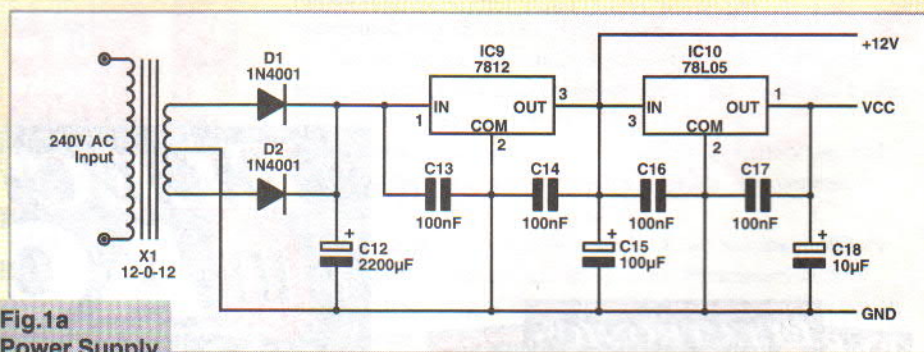 D1
1N4001
IC9
7812
IC10
78L05
+12V
IN
OUT
COM
1
3
2
IN
OUT
COM
3
1
2
VCC
240V AC
Input
D2
1N4001
C13
100nF
C14
100nF
C16
100nF
C17
100nF
X1
12-0-12
+
C12
2200µF
+
C15
100µF
+
C18
10µF
GND
Fig.1a
Power Supply